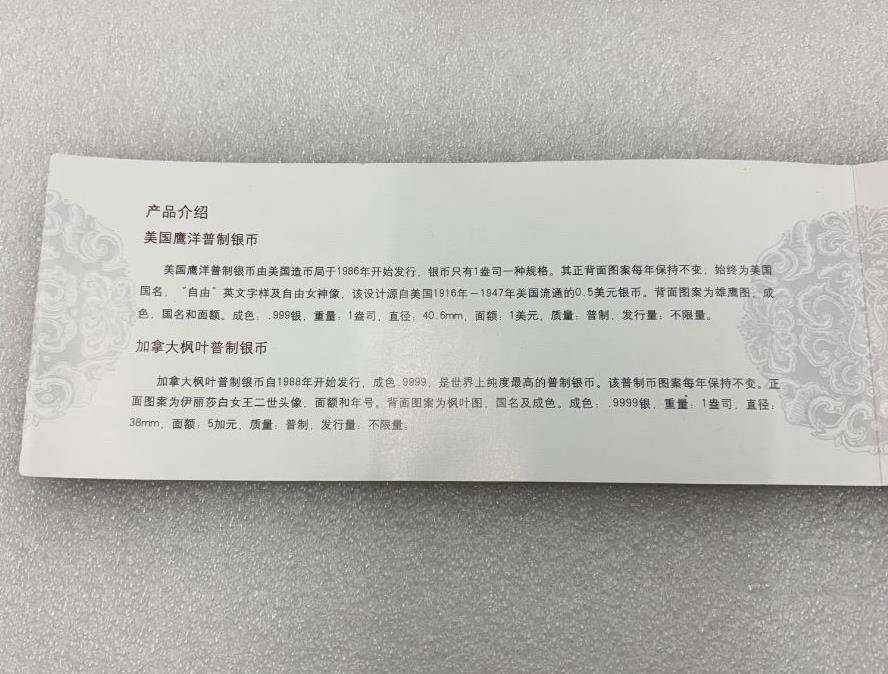 产品介绍
美国鹰洋普制银币
美国鹰洋普制银币由美国造币局于1986年开始发行，银币只有1盎司一种规格。其正背面图案每年保持不变，始终为美国
国名，“自由”英文字样及自由女神像，该设计源自美国1916年－1947年美国流通的0.5美元银币。背面图案为雄鹰图，成
色，国名和面额。成色：.999银，重量：1盎司，直径：40.6mm，面额：1美元，质量：普制，发行量：不限量。
加拿大枫叶普制银币
加拿大枫叶普制银币自1988年开始发行，成色.9999，是世界上纯度最高的普制银币。该普制币图案每年保持不变。正
面图案为伊丽莎白女王二世头像，面额和年号。背面图案为枫叶图，国名及成色。成色：.9999银，重量：1盎司，直径：
38mm，面额：5加元，质量：普制，发行量：不限量。